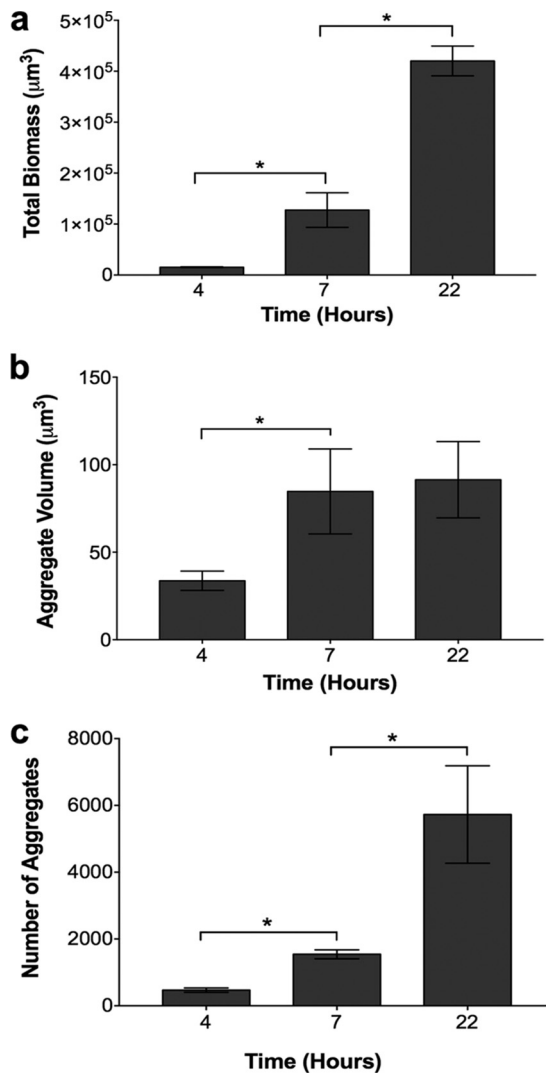 a
Total Biomass (μm³)
5×10⁵
4×10⁵
3×10⁵
2×10⁵
1×10⁵
0
*
*
4 7 22
Time (Hours)
b
Aggregate Volume (μm³)
150
100
50
0
*
4 7 22
Time (Hours)
c
Number of Aggregates
8000
6000
4000
2000
0
*
*
4 7 22
Time (Hours)